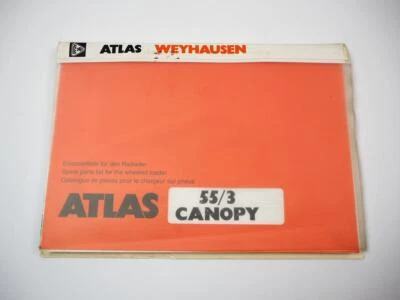 ATLAS WEYHAUSEN
Ersatzteilliste für den Radlader
Spare parts list for the wheeled loader
Catalogue de pièces pour le chargeur sur pneus
ATLAS
55/3
CANOPY